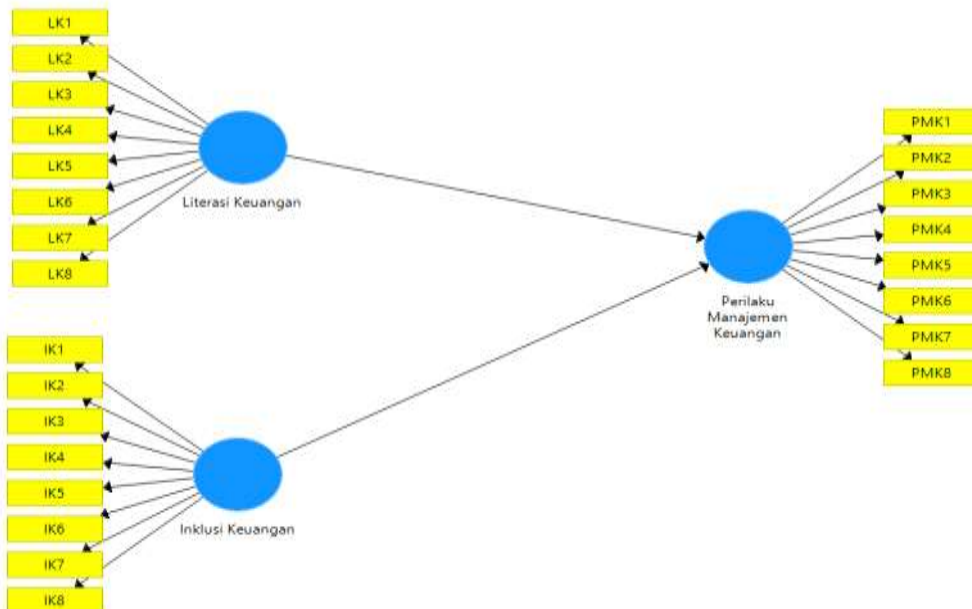 LK1
LK2
LK3
LK4
LK5
LK6
LK7
LK8
Literasi Keuangan
IK1
IK2
IK3
IK4
IK5
IK6
IK7
IK8
Inklusi Keuangan
PMK1
PMK2
PMK3
PMK4
PMK5
PMK6
PMK7
PMK8
Perilaku
Manajemen
Keuangan